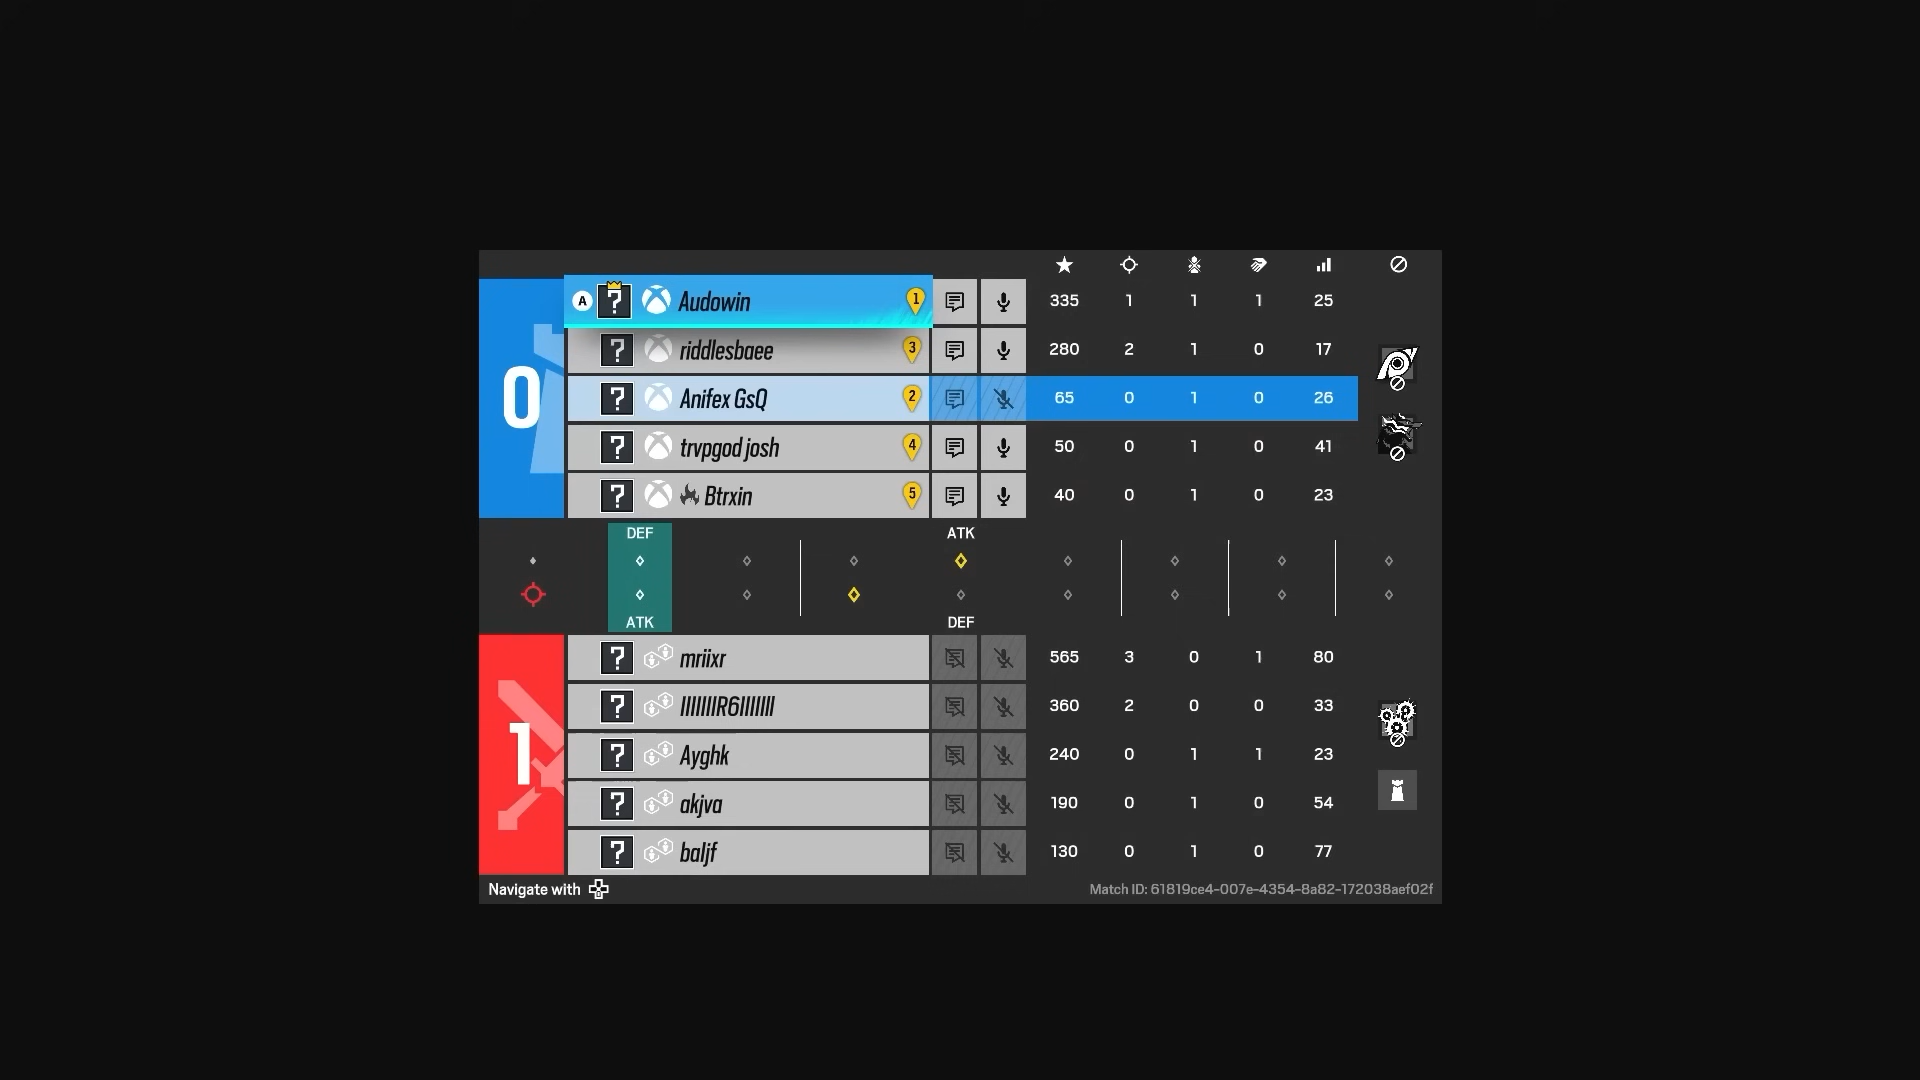 0
A ? Audowin 1 335 1 1 1 25
? riddlesbaee 3 280 2 1 0 17
? Anifex GsQ 2 65 0 1 0 26
? trvpgod josh 4 50 0 1 0 41
? Btrxin 5 40 0 1 0 23
DEF ATK
ATK DEF
1
? mriixr 565 3 0 1 80
? IIIIIIIR6IIIIIII 360 2 0 0 33
? Ayghk 240 0 1 1 23
? akjva 190 0 1 0 54
? baljf 130 0 1 0 77
Navigate with Match ID: 61819ce4-007e-4354-8a82-172038aef02f